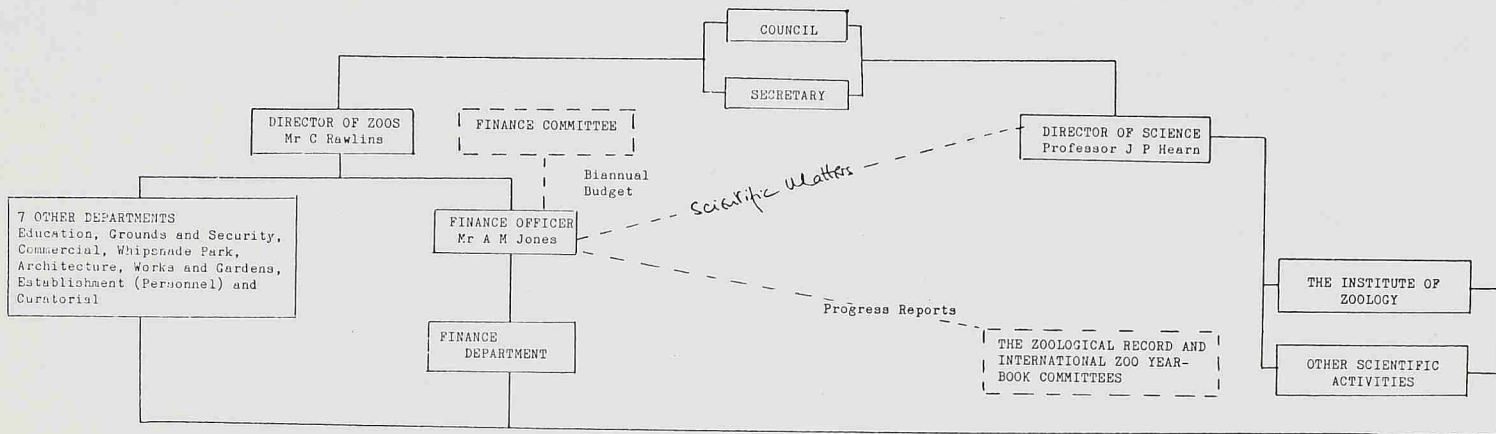 COUNCIL
SECRETARY
DIRECTOR OF ZOOS
Mr C Rawlins
FINANCE COMMITTEE
DIRECTOR OF SCIENCE
Professor J P Hearn
Biannual
Budget
Scientific Matters
7 OTHER DEPARTMENTS
Education, Grounds and Security,
Commercial, Whipsnade Park,
Architecture, Works and Gardens,
Establishment (Personnel) and
Curatorial
FINANCE OFFICER
Mr A M Jones
THE INSTITUTE OF
ZOOLOGY
Progress Reports
FINANCE
DEPARTMENT
THE ZOOLOGICAL RECORD AND
INTERNATIONAL ZOO YEAR-
BOOK COMMITTEES
OTHER SCIENTIFIC
ACTIVITIES